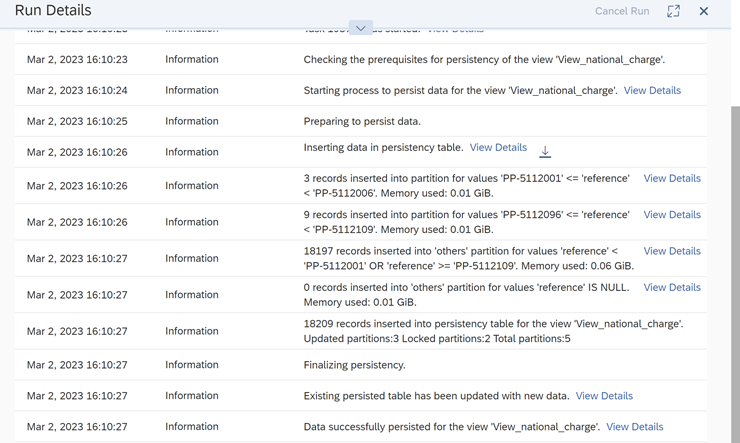 Run Details
Cancel Run
Mar 2, 2023 16:10:23 Information Checking the prerequisites for persistency of the view 'View_national_charge'.
Mar 2, 2023 16:10:24 Information Starting process to persist data for the view 'View_national_charge'. View Details
Mar 2, 2023 16:10:25 Information Preparing to persist data.
Mar 2, 2023 16:10:26 Information Inserting data in persistency table. View Details
Mar 2, 2023 16:10:26 Information 3 records inserted into partition for values 'PP-5112001' <= 'reference' View Details
< 'PP-5112006'. Memory used: 0.01 GiB.
Mar 2, 2023 16:10:26 Information 9 records inserted into partition for values 'PP-5112096' <= 'reference' View Details
< 'PP-5112109'. Memory used: 0.01 GiB.
Mar 2, 2023 16:10:27 Information 18197 records inserted into 'others' partition for values 'reference' < View Details
'PP-5112001' OR 'reference' >= 'PP-5112109'. Memory used: 0.06 GiB.
Mar 2, 2023 16:10:27 Information 0 records inserted into 'others' partition for values 'reference' IS NULL. View Details
Memory used: 0.01 GiB.
Mar 2, 2023 16:10:27 Information 18209 records inserted into persistency table for the view 'View_national_charge'.
Updated partitions:3 Locked partitions:2 Total partitions:5
Mar 2, 2023 16:10:27 Information Finalizing persistency.
Mar 2, 2023 16:10:27 Information Existing persisted table has been updated with new data. View Details
Mar 2, 2023 16:10:27 Information Data successfully persisted for the view 'View_national_charge'. View Details